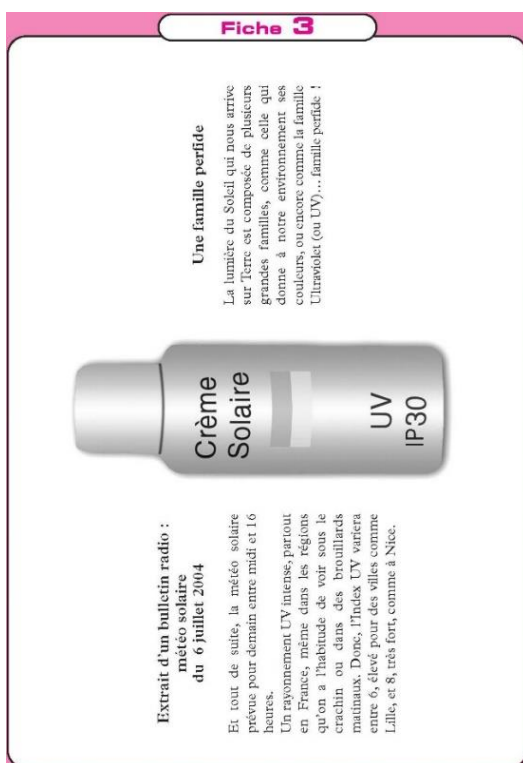 Fiche 3
Extrait d'un bulletin radio :
météo solaire
du 6 juillet 2004
Et tout de suite, la météo solaire
prévue pour demain entre midi et 16
heures.
Un rayonnement UV intense, partout
en France, même dans les régions
qu'on a l'habitude de voir sous le
crachin ou dans des brouillards
matinaux. Donc, l'Index UV variera
entre 6, élevé pour des villes comme
Lille, et 8, très fort, comme à Nice.
Crème
Solaire
UV
IP30
Une famille perfide
La lumière du Soleil qui nous arrive
sur Terre est composée de plusieurs
grandes familles, comme celle qui
donne à notre environnement ses
couleurs, ou encore comme la famille
Ultraviolet (ou UV)… famille perfide !